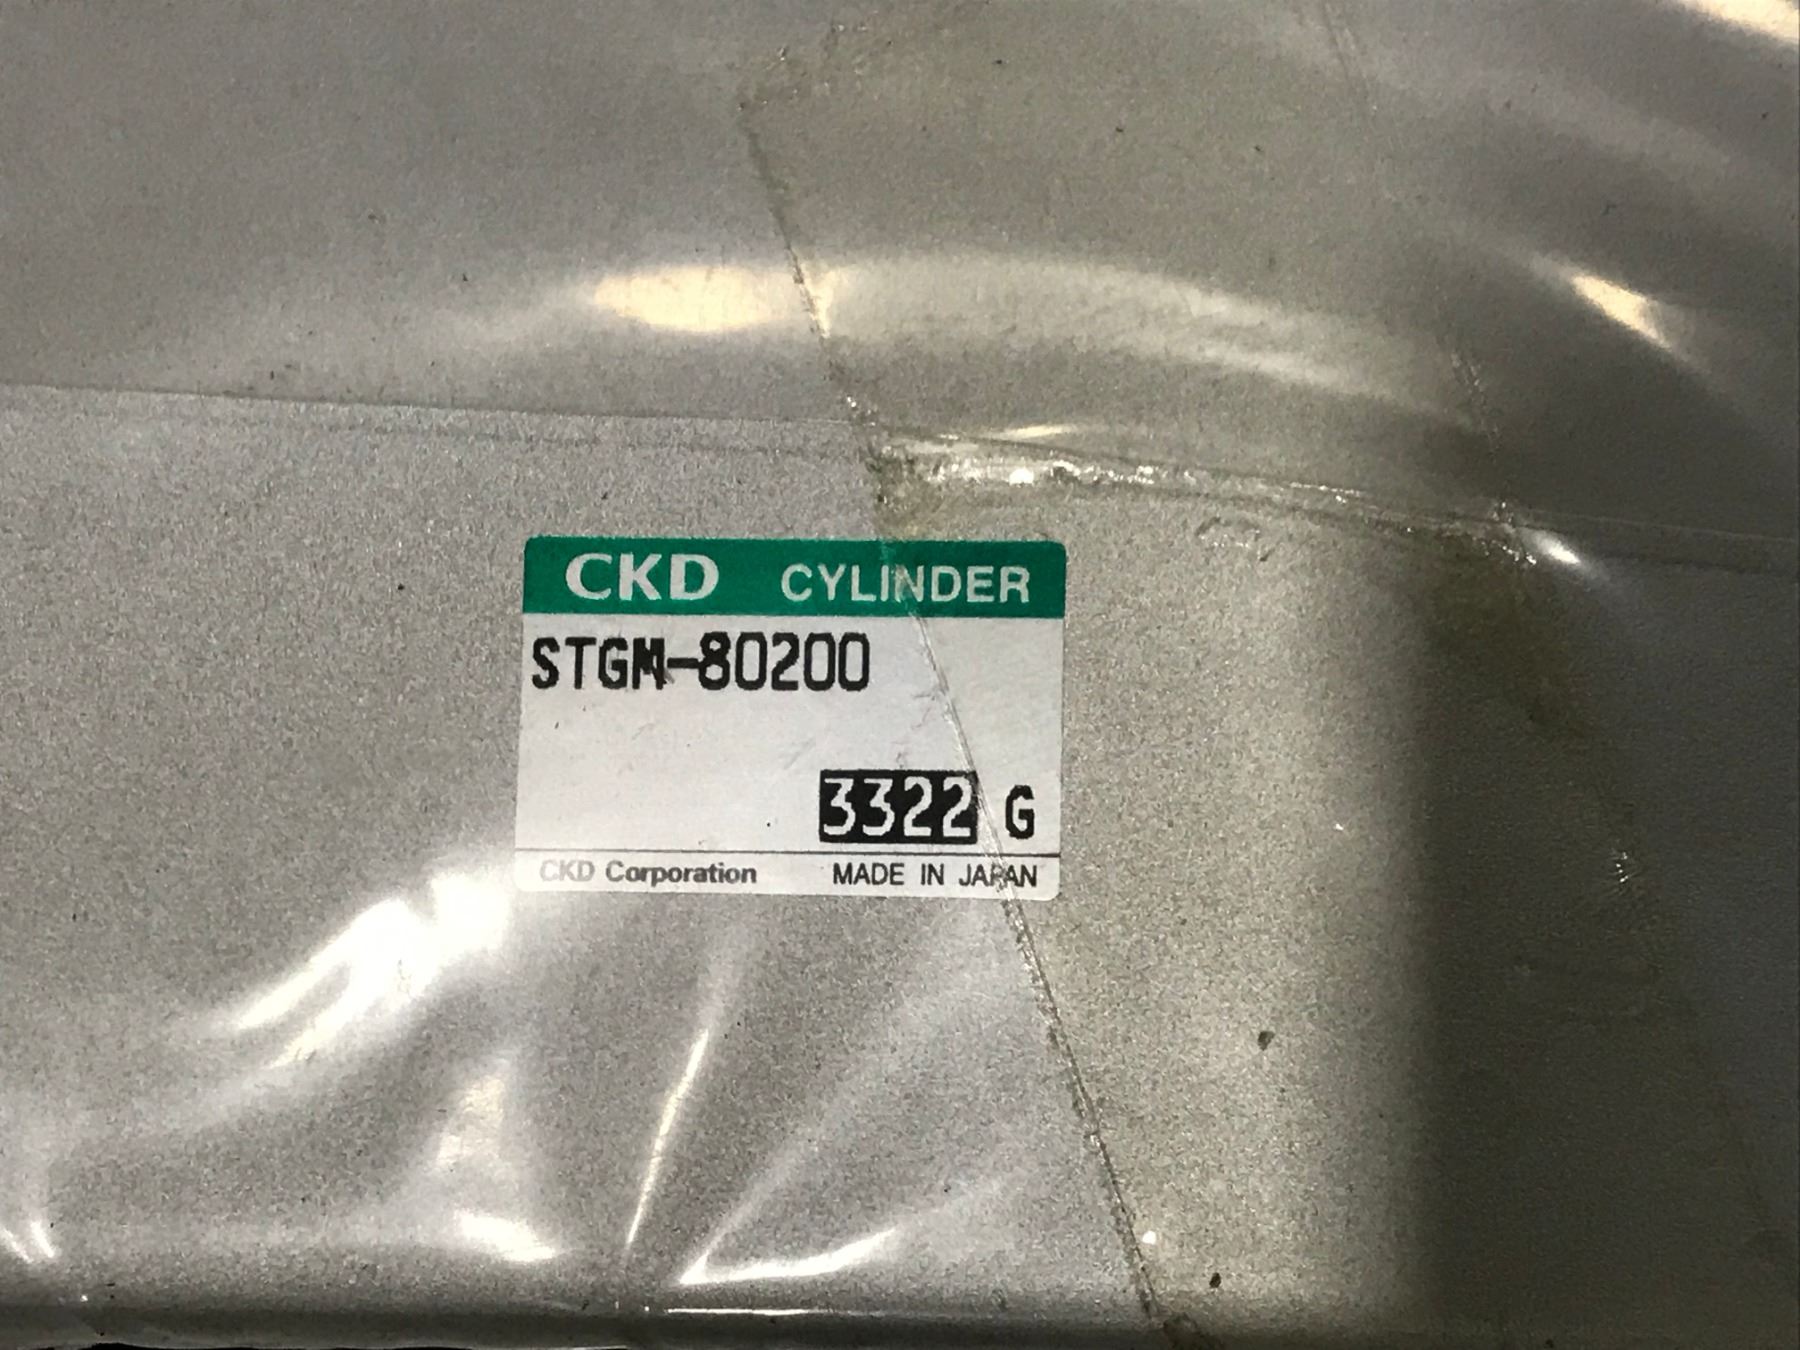 CKD CYLINDER
STGM-80200
3322 G
CKD Corporation MADE IN JAPAN